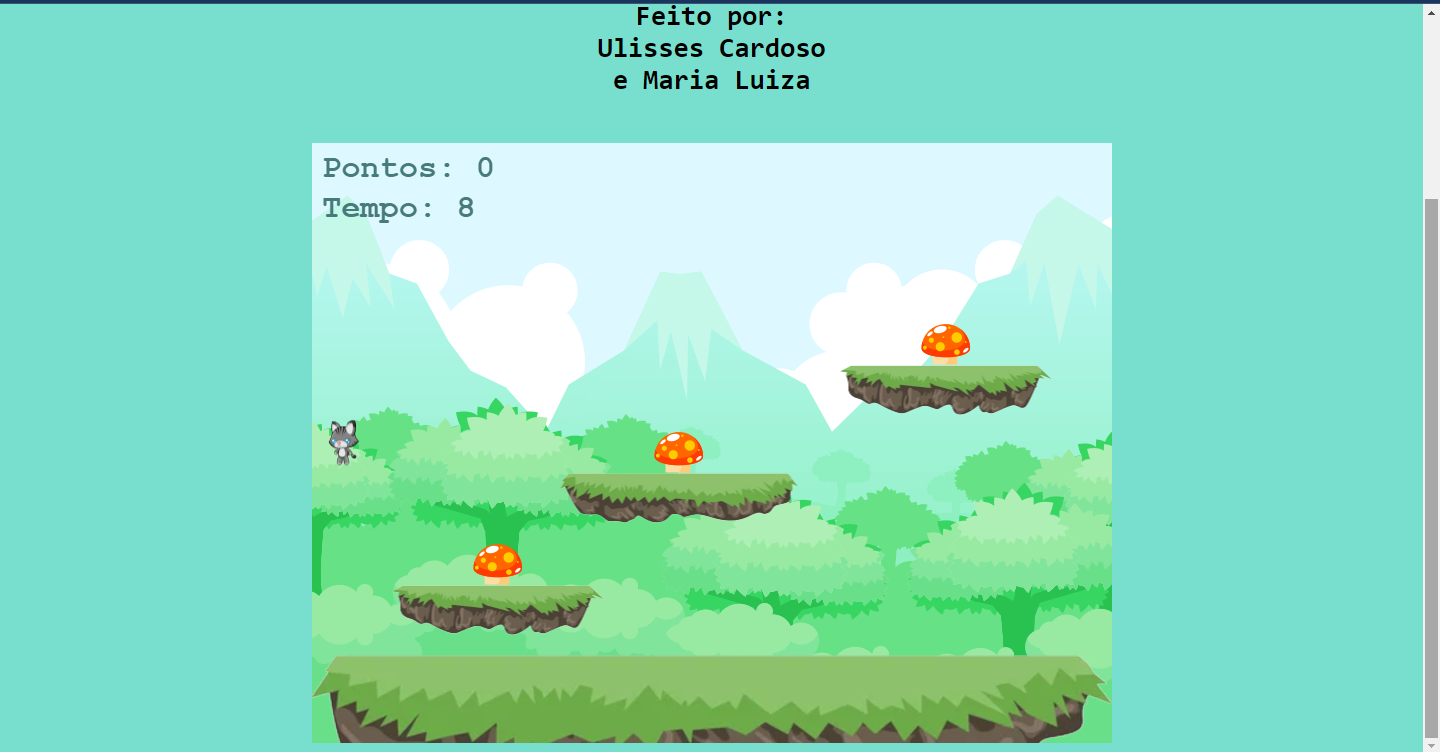 Feito por:
Ulisses Cardoso
e Maria Luiza
Pontos: 0
Tempo: 8